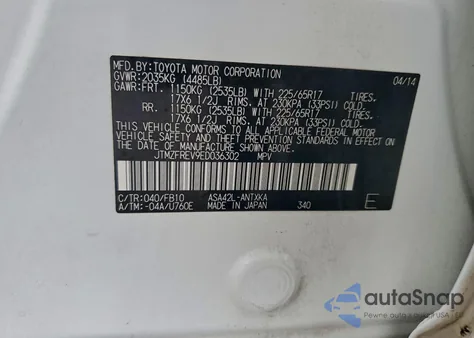 MFD.BY:TOYOTA MOTOR CORPORATION 04/14
GVWR:2035KG (4485LB)
GAWR:FRT. 1150KG (2535LB) WITH 225/65R17 TIRES.
17X6 1/2J RIMS. AT 230KPA (33PSI) COLD.
RR. 1150KG (2535LB) WITH 225/65R17 TIRES.
17X6 1/2J RIMS. AT 230KPA (33PSI) COLD.
THIS VEHICLE CONFORMS TO ALL APPLICABLE FEDERAL MOTOR
VEHICLE SAFETY AND THEFT PREVENTION STANDARDS IN EFFECT ON
THE DATE OF MANUFACTURE SHOWN ABOVE.
JTMZFREV9ED036302 MPV
C/TR:040/FB10 ASA42L-ANTXKA E
A/TM:-04A/U760E MADE IN JAPAN 340
autoSnap
Pewne auto z USA